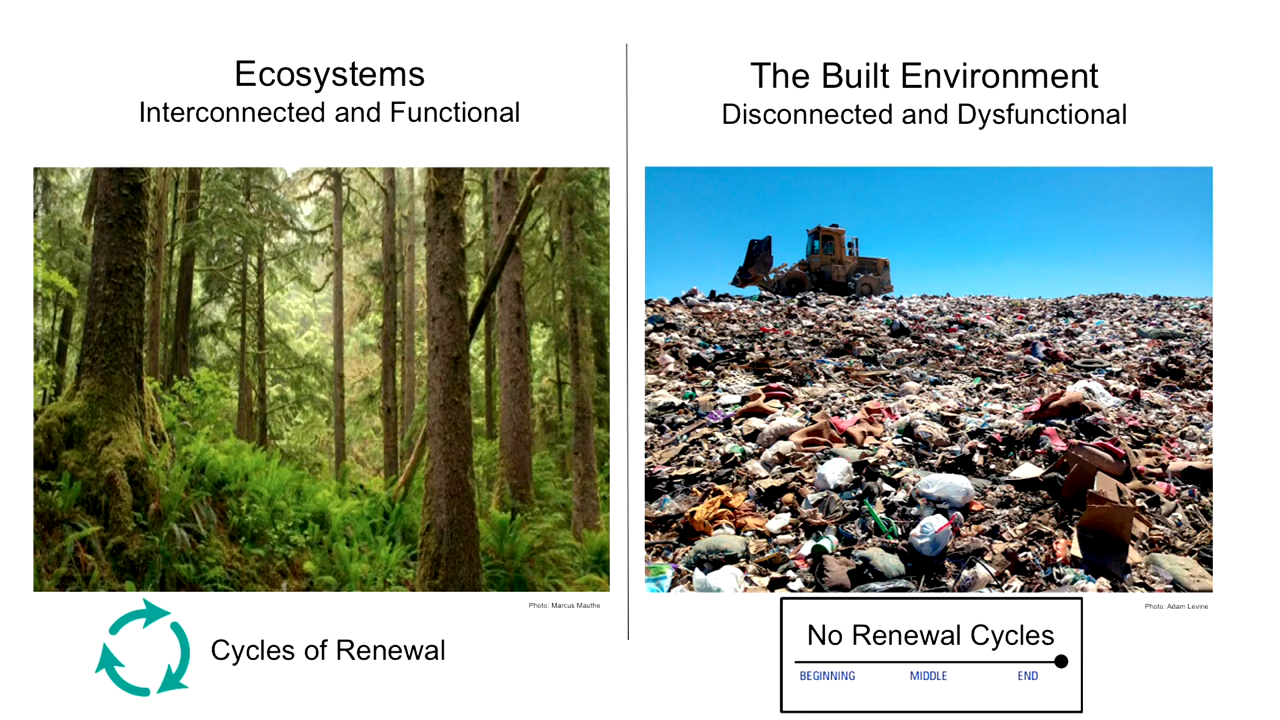 Ecosystems
Interconnected and Functional
Photo: Marcus Mauthe
Cycles of Renewal
The Built Environment
Disconnected and Dysfunctional
Photo: Adam Levine
No Renewal Cycles
BEGINNING MIDDLE END